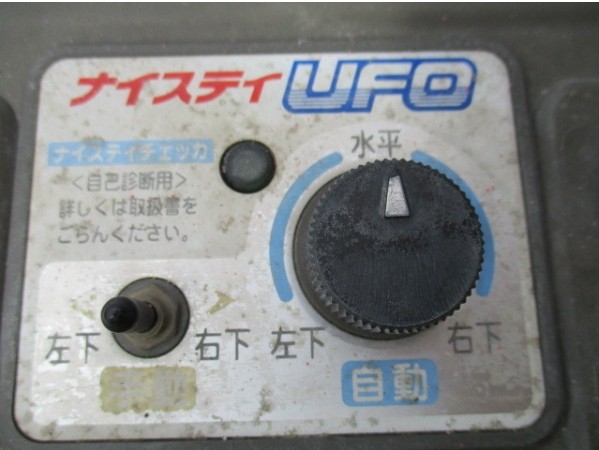 ナイスティ UFO
ナイスティチェッカ
<自己診断用>
詳しくは取扱書を
ごらんください。
水平
左下 右下
手動
左下 右下
自動